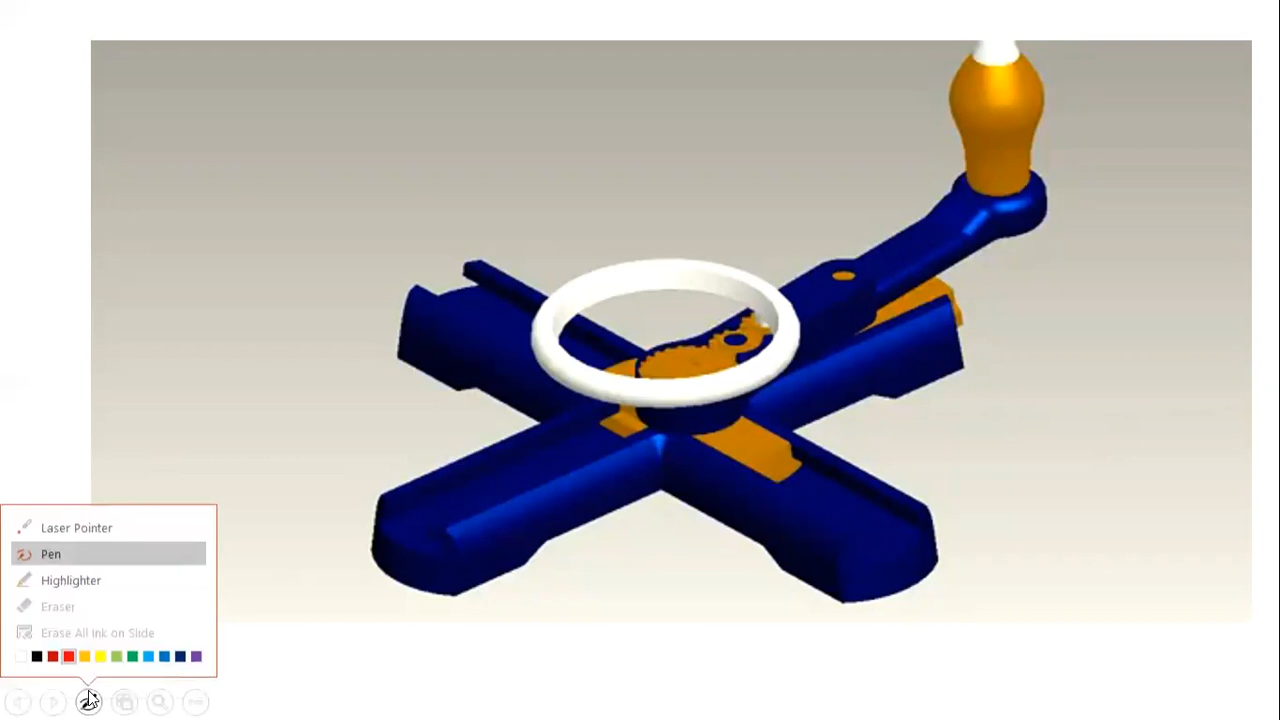 Laser Pointer
Pen
Highlighter
Eraser
Erase All Ink on Slide